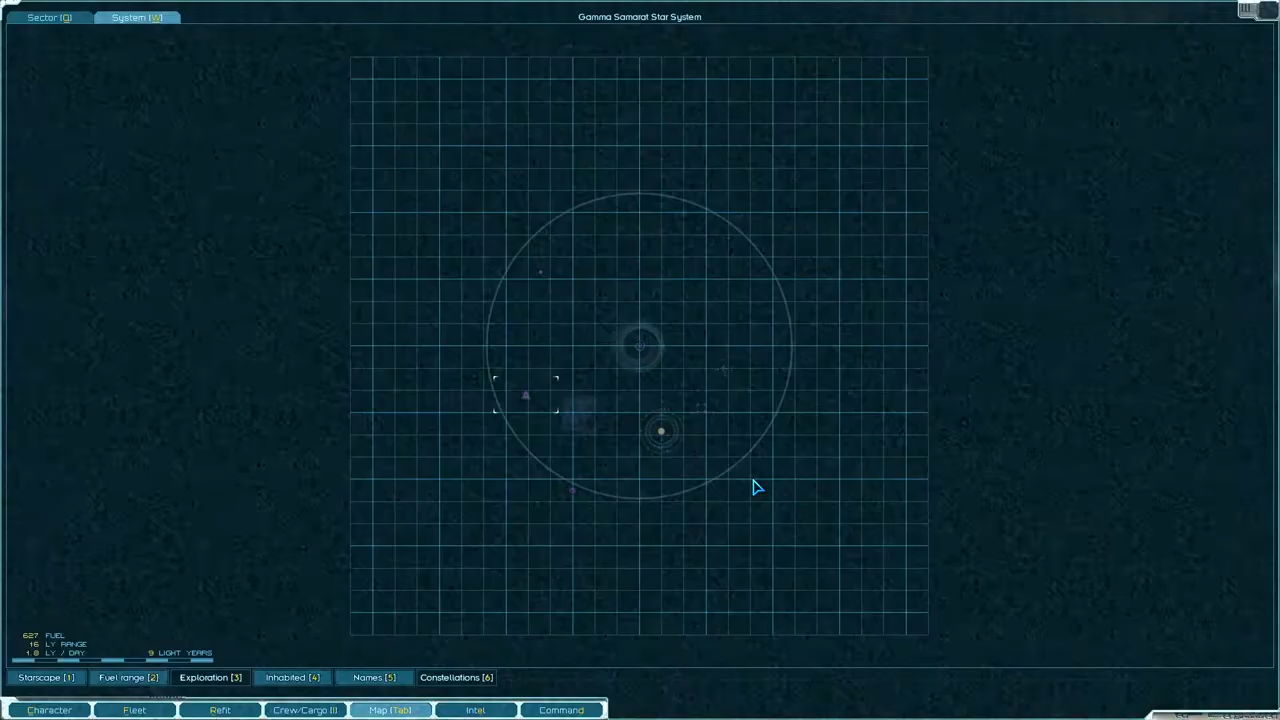 Sector [Q]
System [W]
Gamma Samarat Star System
627 FUEL
16 LY RANGE
1.8 LY / DAY
9 LIGHT YEARS
Starscape [1]
Fuel range [2]
Exploration [3]
Inhabited [4]
Names [5]
Constellations [6]
Character
Fleet
Refit
Crew/Cargo [I]
Map [Tab]
Intel
Command